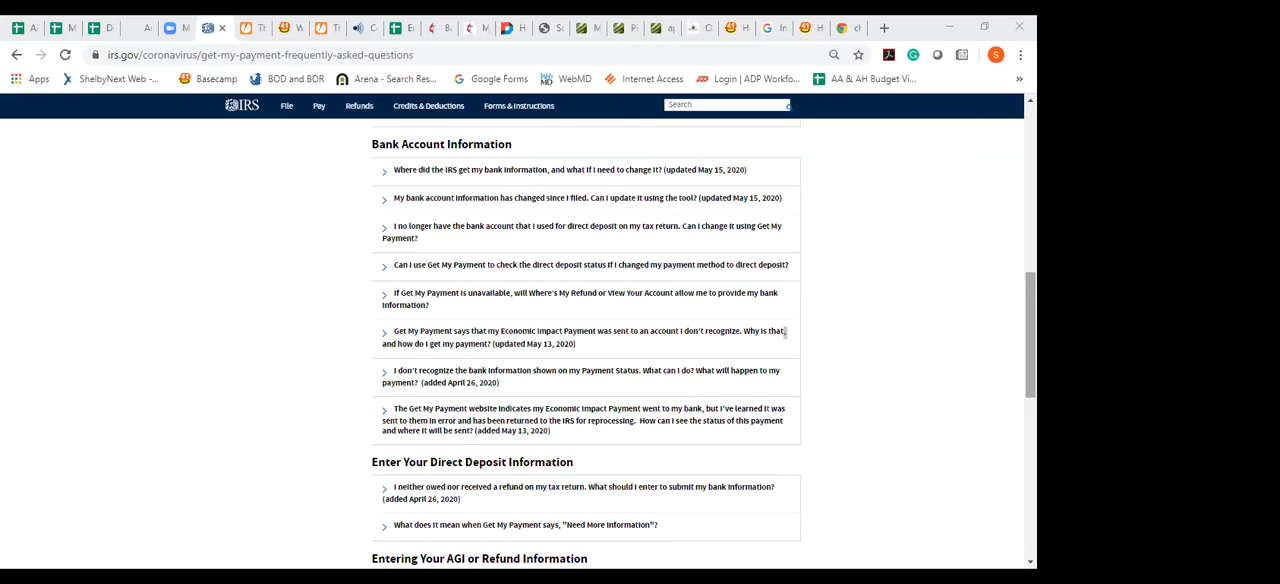 irs.gov/coronavirus/get-my-payment-frequently-asked-questions
Apps ShelbyNext Web -... Basecamp BOD and BOR Arena - Search Res... Google Forms WebMD Internet Access Login | ADP Workfo... AA & AH Budget Vi... »
IRS File Pay Refunds Credits & Deductions Forms & Instructions Search
Bank Account Information
Where did the IRS get my bank information, and what if I need to change it? (updated May 15, 2020)
My bank account information has changed since I filed. Can I update it using the tool? (updated May 15, 2020)
I no longer have the bank account that I used for direct deposit on my tax return. Can I change it using Get My
Payment?
Can I use Get My Payment to check the direct deposit status if I changed my payment method to direct deposit?
If Get My Payment is unavailable, will Where's My Refund or View Your Account allow me to provide my bank
information?
Get My Payment says that my Economic Impact Payment was sent to an account I don't recognize. Why is that,
and how do I get my payment? (updated May 13, 2020)
I don't recognize the bank information shown on my Payment Status. What can I do? What will happen to my
payment? (added April 26, 2020)
The Get My Payment website indicates my Economic Impact Payment went to my bank, but I've learned it was
sent to them in error and has been returned to the IRS for reprocessing. How can I see the status of this payment
and where it will be sent? (added May 13, 2020)
Enter Your Direct Deposit Information
I neither owed nor received a refund on my tax return. What should I enter to submit my bank information?
(added April 26, 2020)
What does it mean when Get My Payment says, "Need More Information"?
Entering Your AGI or Refund Information